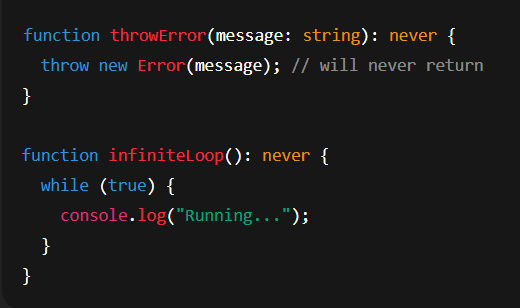 function throwError(message: string): never {
  throw new Error(message); // will never return
}
function infiniteLoop(): never {
  while (true) {
    console.log("Running...");
  }
}